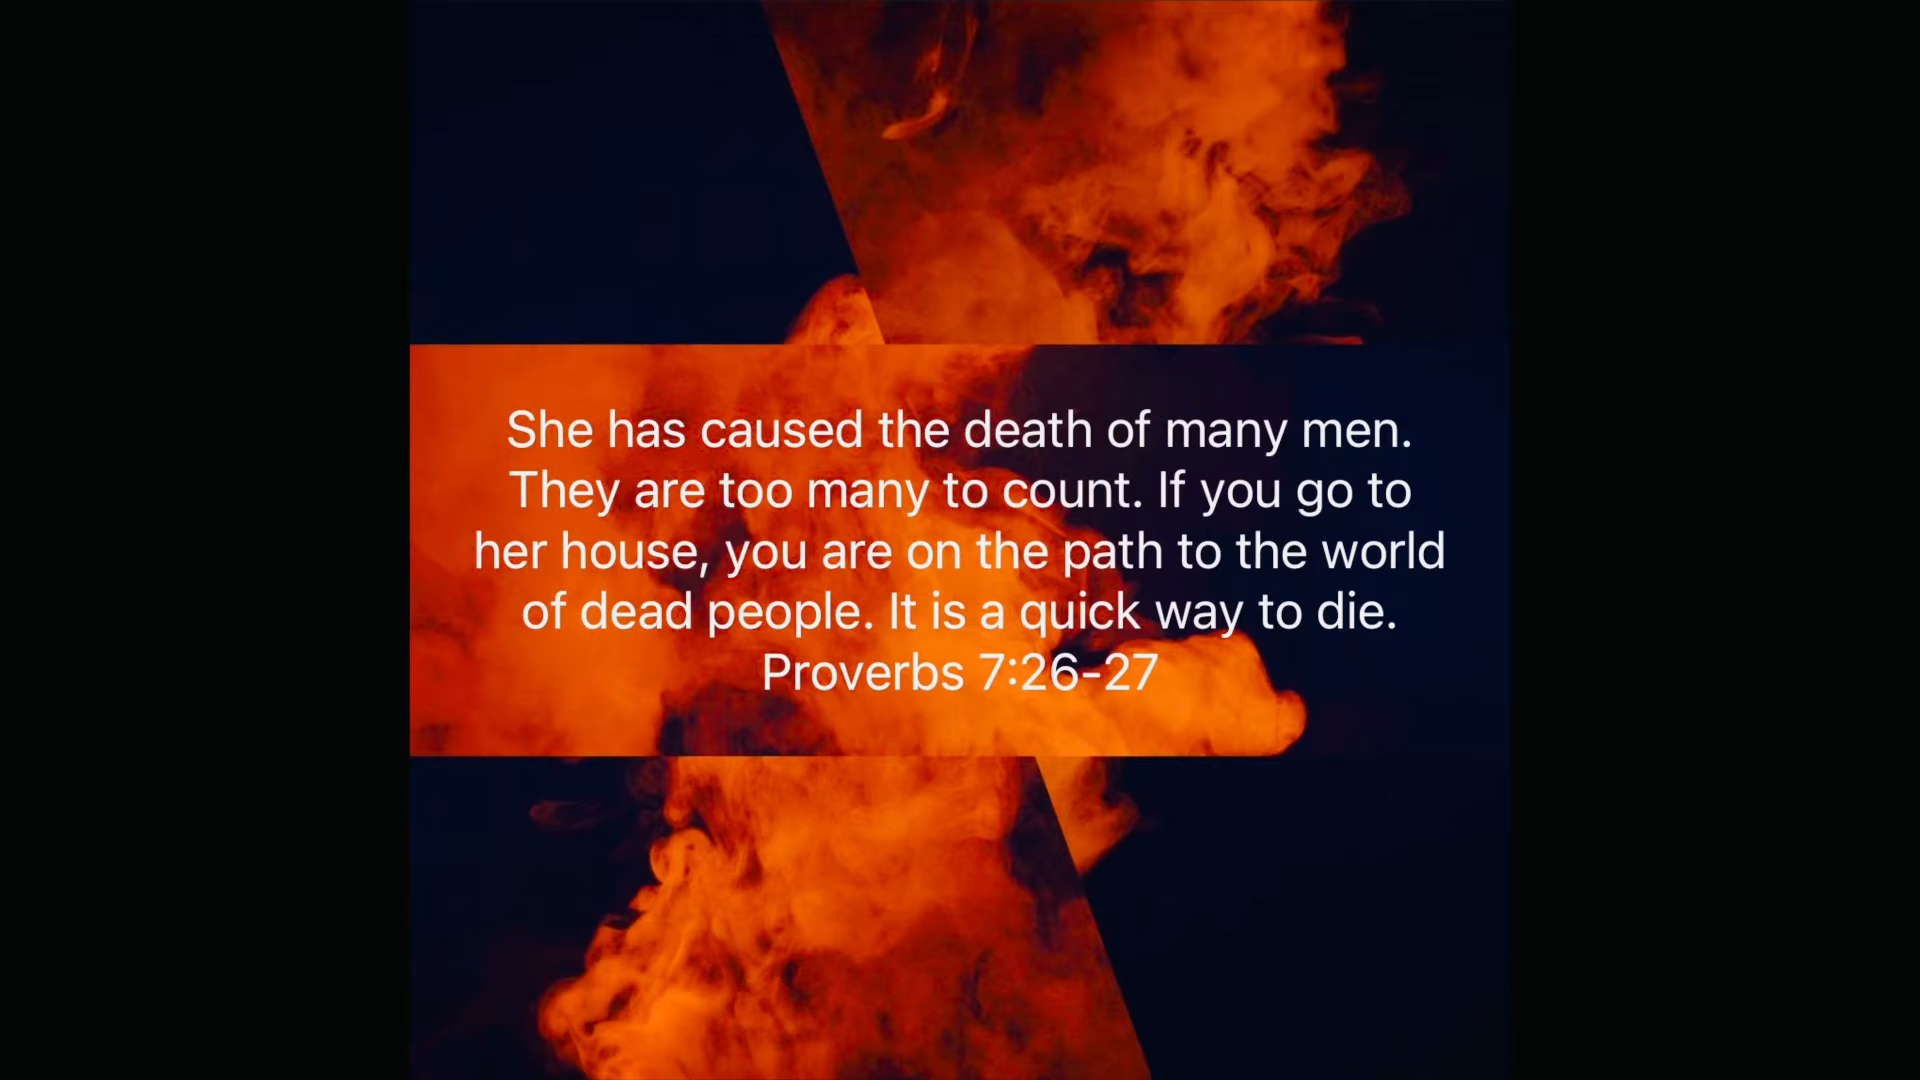 She has caused the death of many men.
They are too many to count. If you go to
her house, you are on the path to the world
of dead people. It is a quick way to die.
Proverbs 7:26-27